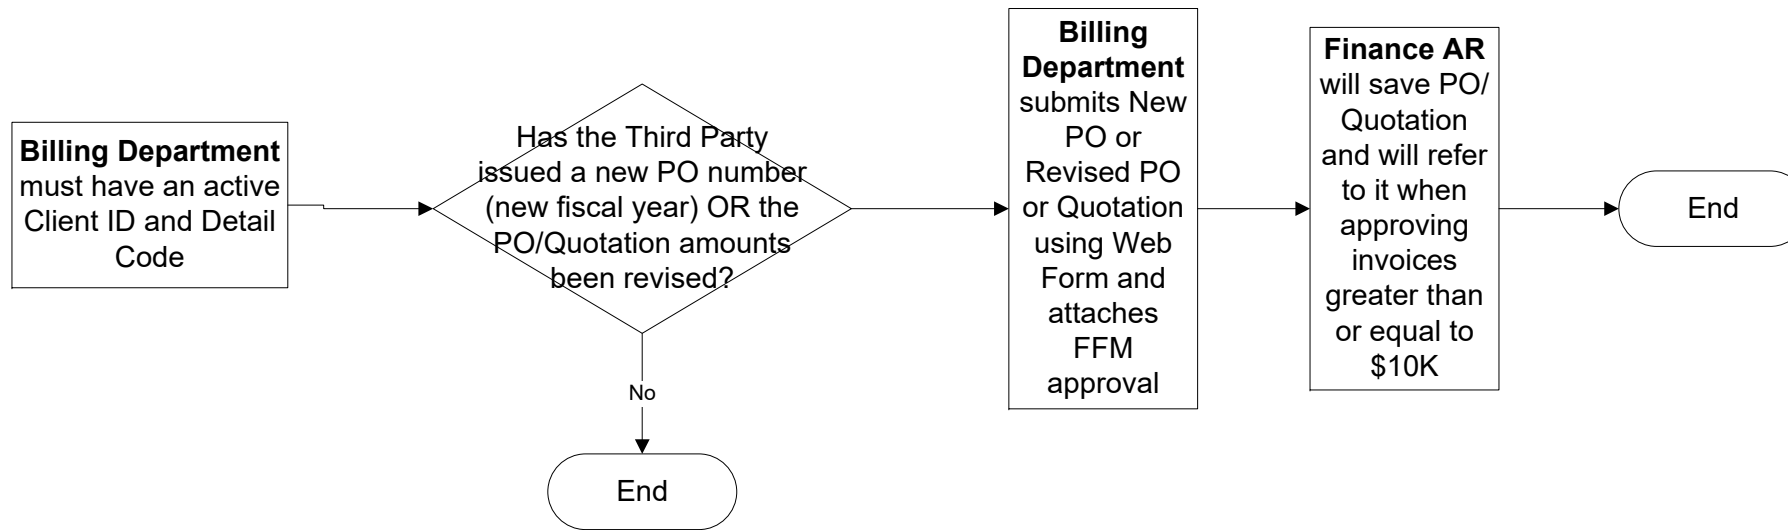 Billing Department
must have an active
Client ID and Detail
Code
Has the Third Party
issued a new PO number
(new fiscal year) OR the
PO/Quotation amounts
been revised?
No
End
Billing
Department
submits New
PO or
Revised PO
or Quotation
using Web
Form and
attaches
FFM
approval
Finance AR
will save PO/
Quotation
and will refer
to it when
approving
invoices
greater than
or equal to
$10K
End